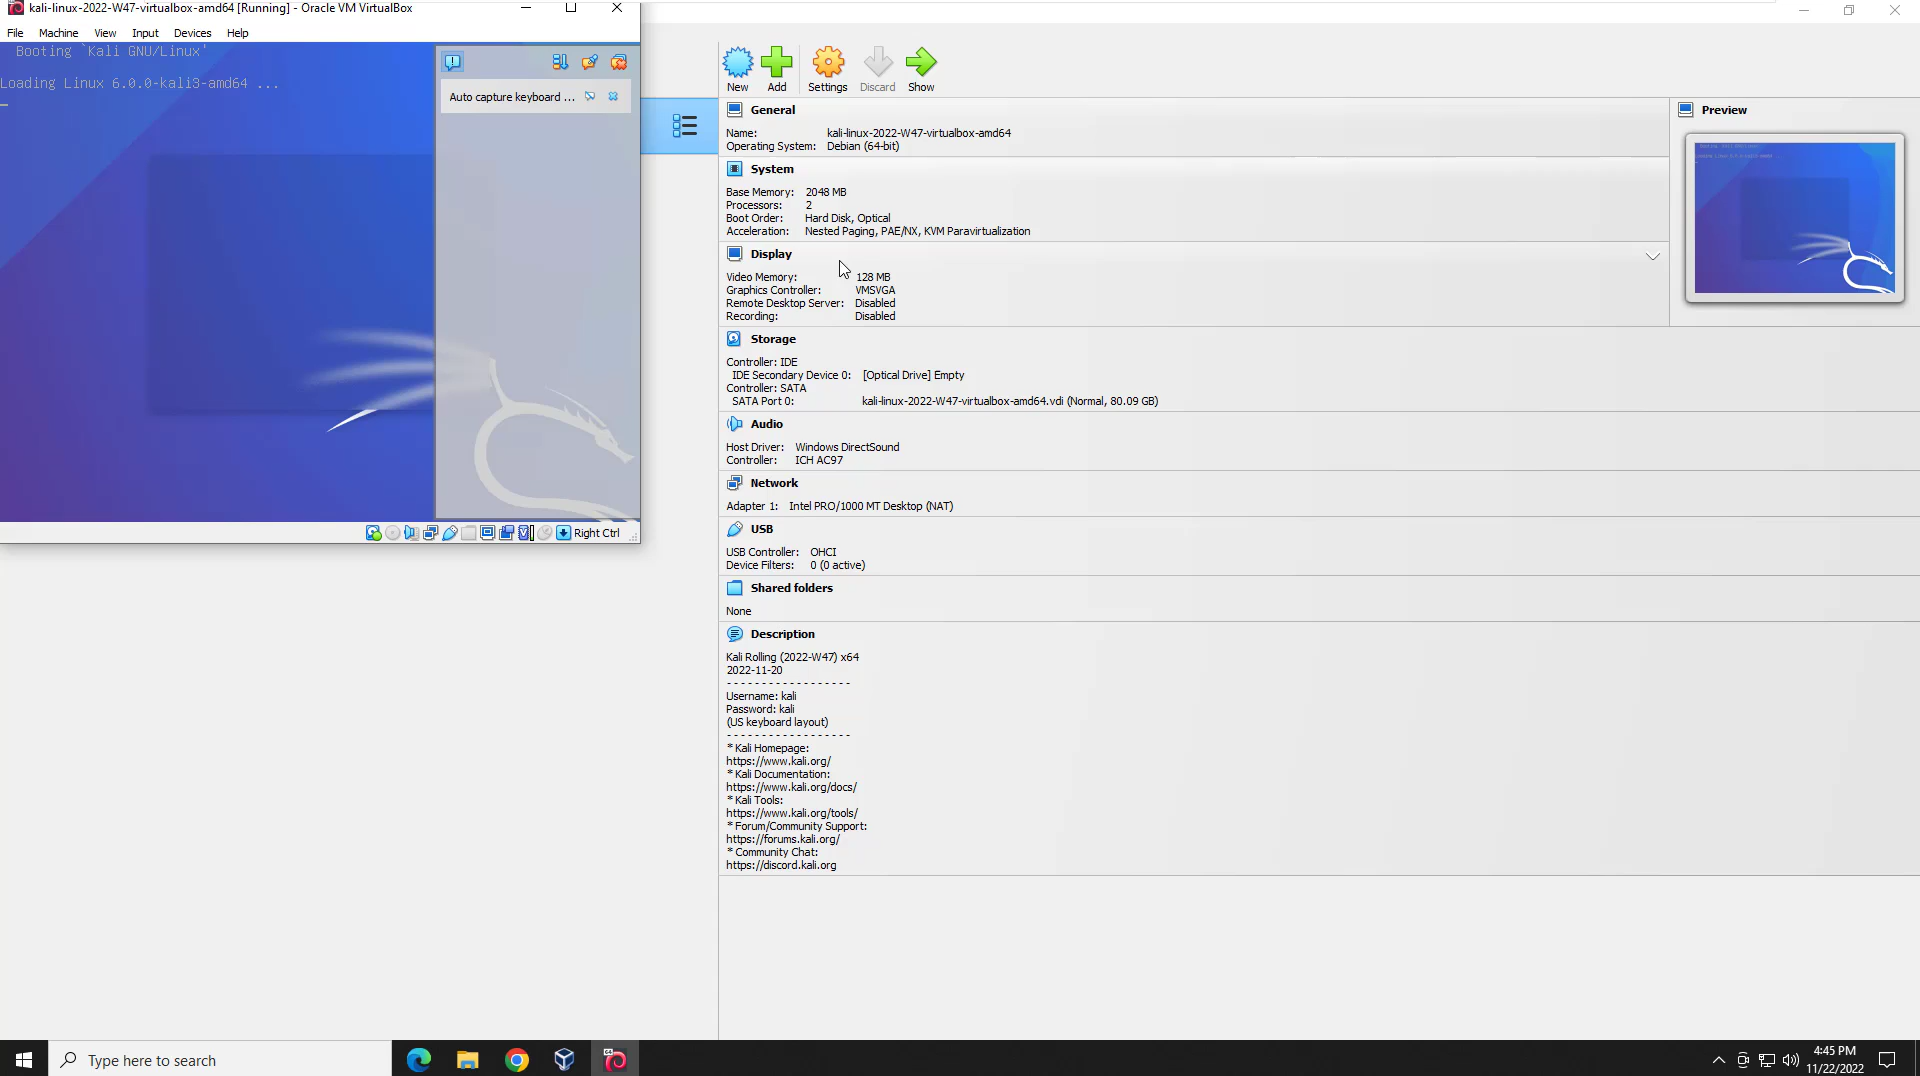 kali-linux-2022-W47-virtualbox-amd64 [Running] - Oracle VM VirtualBox
File Machine View Input Devices Help
Booting `Kali GNU/Linux'
Loading Linux 6.0.0-kali3-amd64 ...
Auto capture keyboard ...
Right Ctrl
New Add Settings Discard Show
General
Name: kali-linux-2022-W47-virtualbox-amd64
Operating System: Debian (64-bit)
System
Base Memory: 2048 MB
Processors: 2
Boot Order: Hard Disk, Optical
Acceleration: Nested Paging, PAE/NX, KVM Paravirtualization
Display
Video Memory: 128 MB
Graphics Controller: VMSVGA
Remote Desktop Server: Disabled
Recording: Disabled
Storage
Controller: IDE
IDE Secondary Device 0: [Optical Drive] Empty
Controller: SATA
SATA Port 0: kali-linux-2022-W47-virtualbox-amd64.vdi (Normal, 80.09 GB)
Audio
Host Driver: Windows DirectSound
Controller: ICH AC97
Network
Adapter 1: Intel PRO/1000 MT Desktop (NAT)
USB
USB Controller: OHCI
Device Filters: 0 (0 active)
Shared folders
None
Description
Kali Rolling (2022-W47) x64
2022-11-20
- - - - - - - - - - - - - - - - - -
Username: kali
Password: kali
(US keyboard layout)
- - - - - - - - - - - - - - - - - -
* Kali Homepage:
https://www.kali.org/
* Kali Documentation:
https://www.kali.org/docs/
* Kali Tools:
https://www.kali.org/tools/
* Forum/Community Support:
https://forums.kali.org/
* Community Chat:
https://discord.kali.org
Preview
Type here to search
64
4:45 PM
11/22/2022